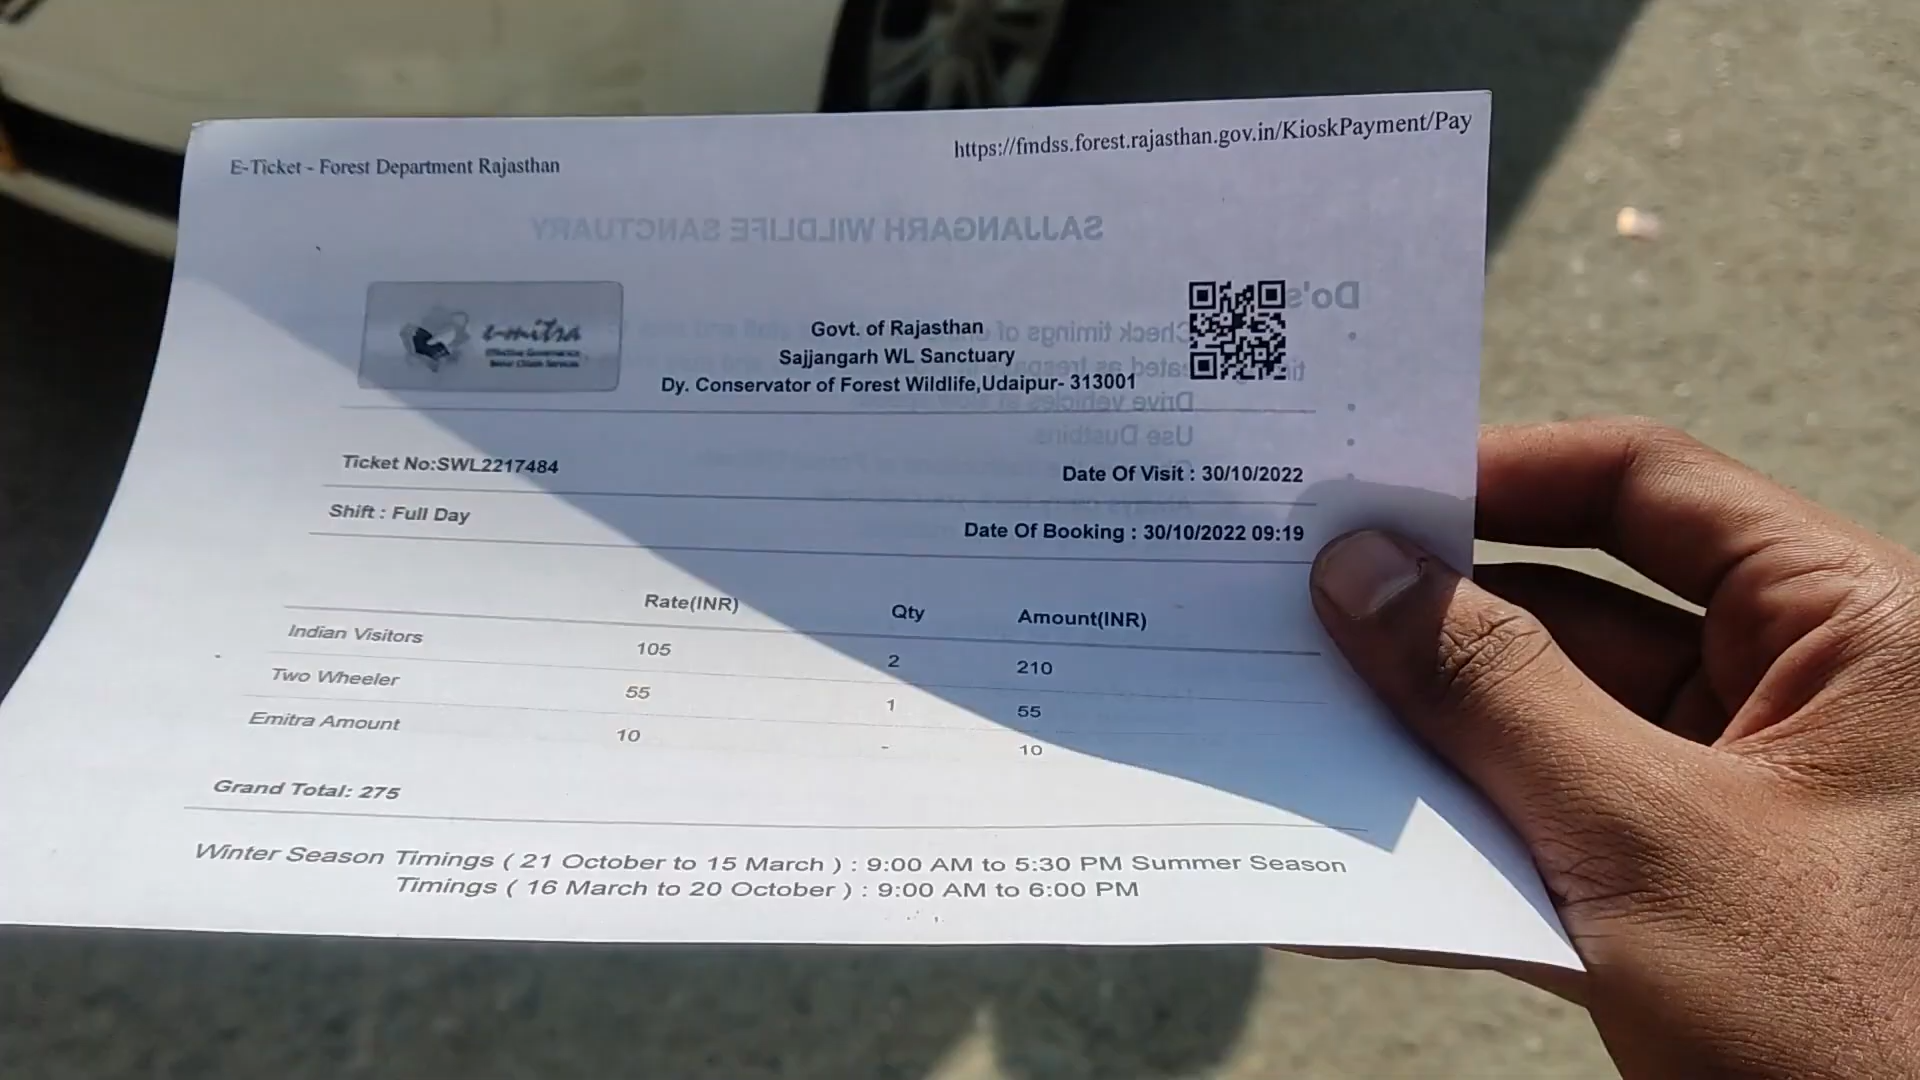 E-Ticket - Forest Department Rajasthan
https://fmdss.forest.rajasthan.gov.in/KioskPayment/Pay
SAJJANGARH WILDLIFE SANCTUARY
Do's
e-mitra
Govt. of Rajasthan
Sajjangarh WL Sanctuary
Dy. Conservator of Forest Wildlife,Udaipur- 313001
Check timings of
Drive vehicles
Use Dustbins
Ticket No:SWL2217484
Date Of Visit : 30/10/2022
Shift : Full Day
Date Of Booking : 30/10/2022 09:19
Rate(INR) Qty Amount(INR)
Indian Visitors 105 2 210
Two Wheeler 55 1 55
Emitra Amount 10 - 10
Grand Total: 275
Winter Season Timings ( 21 October to 15 March ) : 9:00 AM to 5:30 PM Summer Season
Timings ( 16 March to 20 October ) : 9:00 AM to 6:00 PM